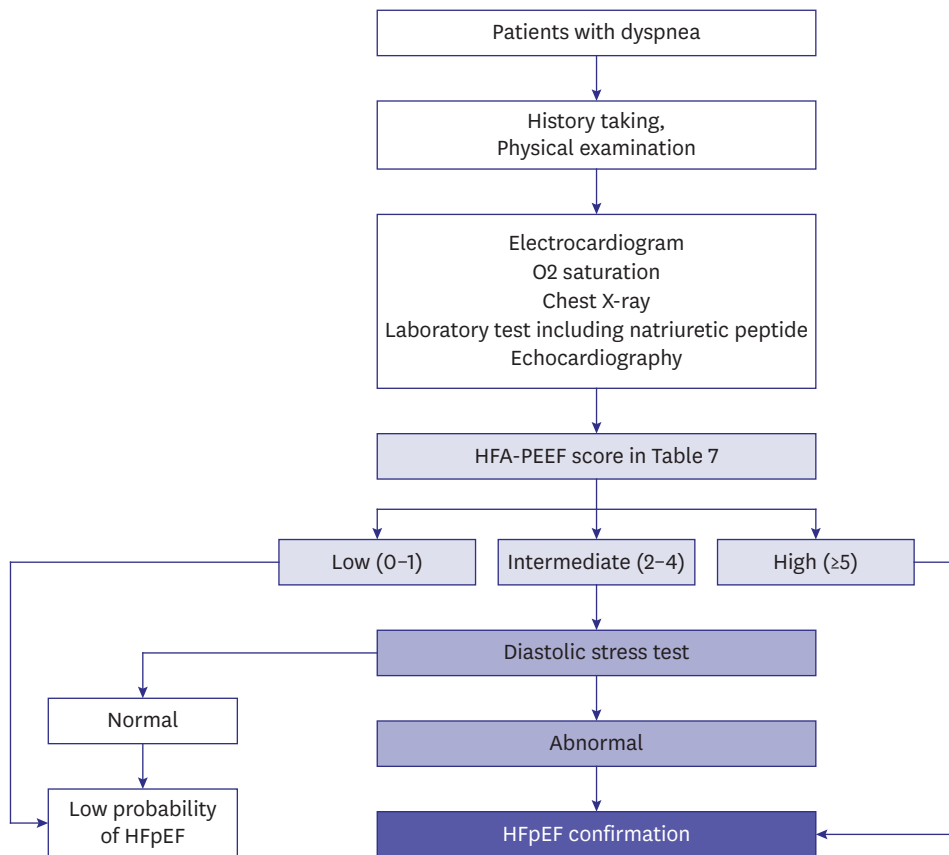 Patients with dyspnea
History taking,
Physical examination
Electrocardiogram
O2 saturation
Chest X-ray
Laboratory test including natriuretic peptide
Echocardiography
HFA-PEEF score in Table 7
Low (0–1)
Intermediate (2–4)
High (≥5)
Diastolic stress test
Normal
Abnormal
Low probability
of HFpEF
HFpEF confirmation